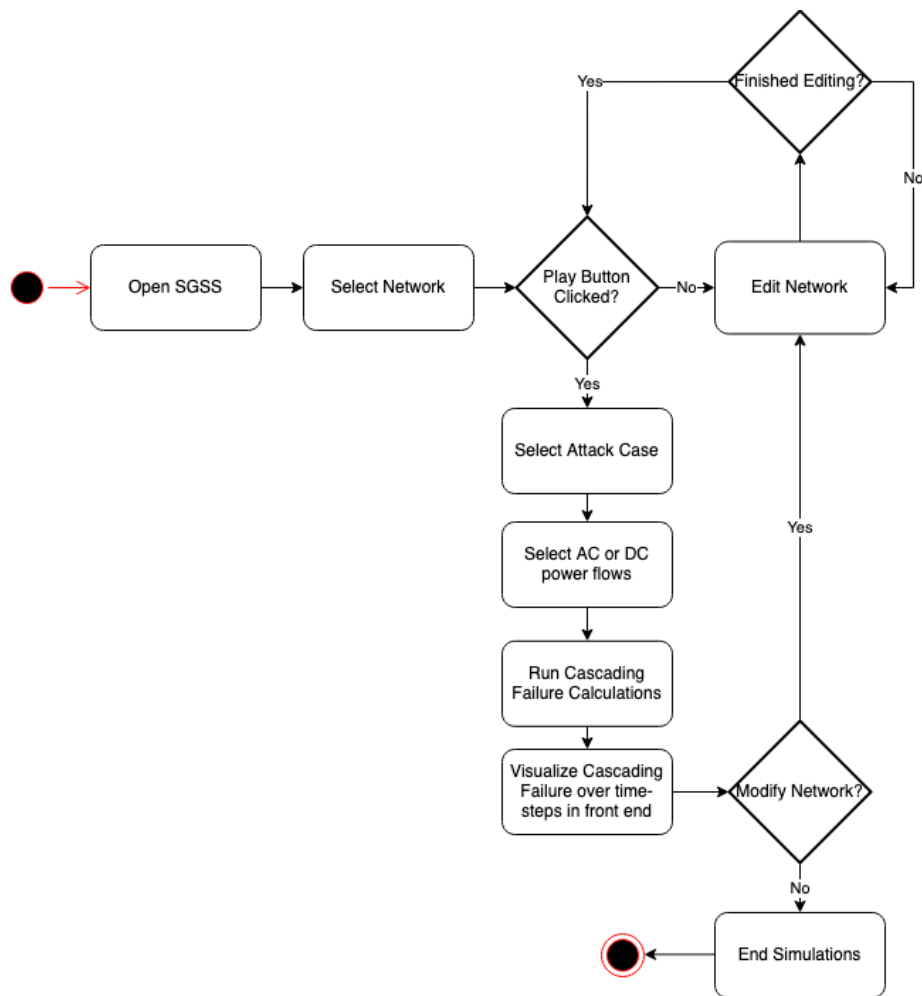 Finished Editing?
Yes
No
Open SGSS
Select Network
Play Button
Clicked?
No
Edit Network
Yes
Select Attack Case
Select AC or DC
power flows
Yes
Run Cascading
Failure Calculations
Visualize Cascading
Failure over time-
steps in front end
Modify Network?
No
End Simulations